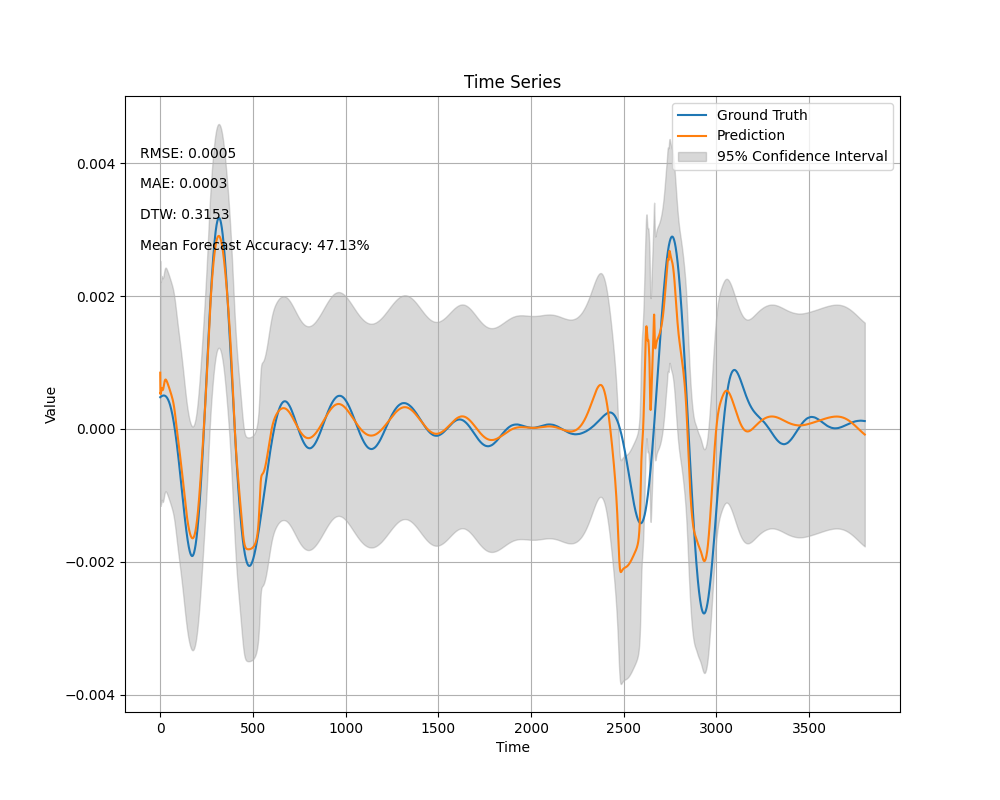 Time Series
Ground Truth
Prediction
95% Confidence Interval
RMSE: 0.0005
MAE: 0.0003
DTW: 0.3153
Mean Forecast Accuracy: 47.13%
Value
0.004
0.002
0.000
−0.002
−0.004
0 500 1000 1500 2000 2500 3000 3500
Time